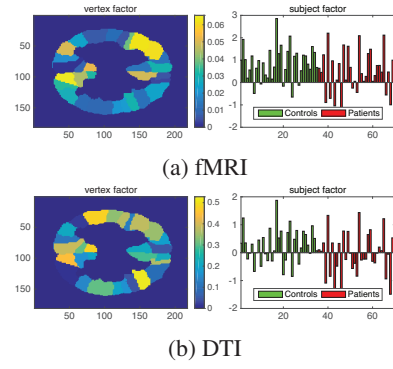 vertex factor
subject factor
50
100
150
50 100 150 200
0.06
0.05
0.04
0.03
0.02
0.01
0
3
2
1
0
-1
-2
Controls Patients
20 40 60
(a) fMRI
vertex factor
subject factor
50
100
150
50 100 150 200
0.5
0.4
0.3
0.2
0.1
0
2
1
0
-1
-2
Controls Patients
20 40 60
(b) DTI